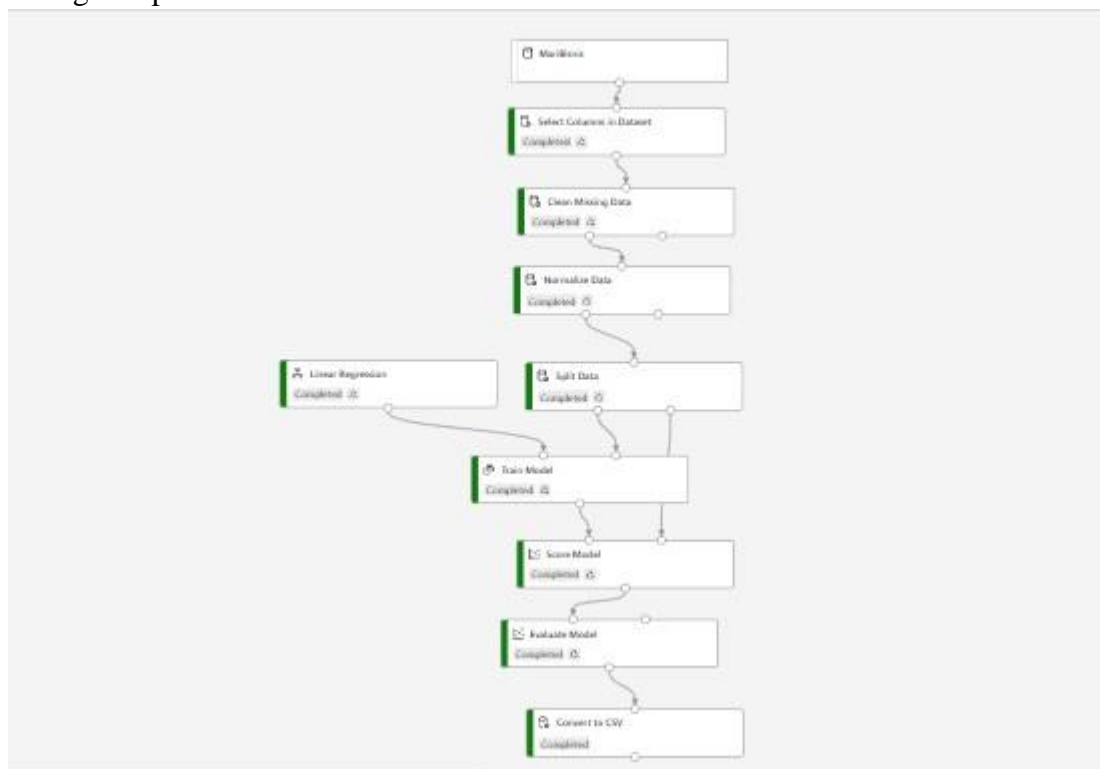 Select Columns in Dataset
Completed
Clean Missing Data
Completed
Normalize Data
Completed
Linear Regression
Completed
Split Data
Completed
Train Model
Completed
Score Model
Completed
Evaluate Model
Completed
Convert to CSV
Completed